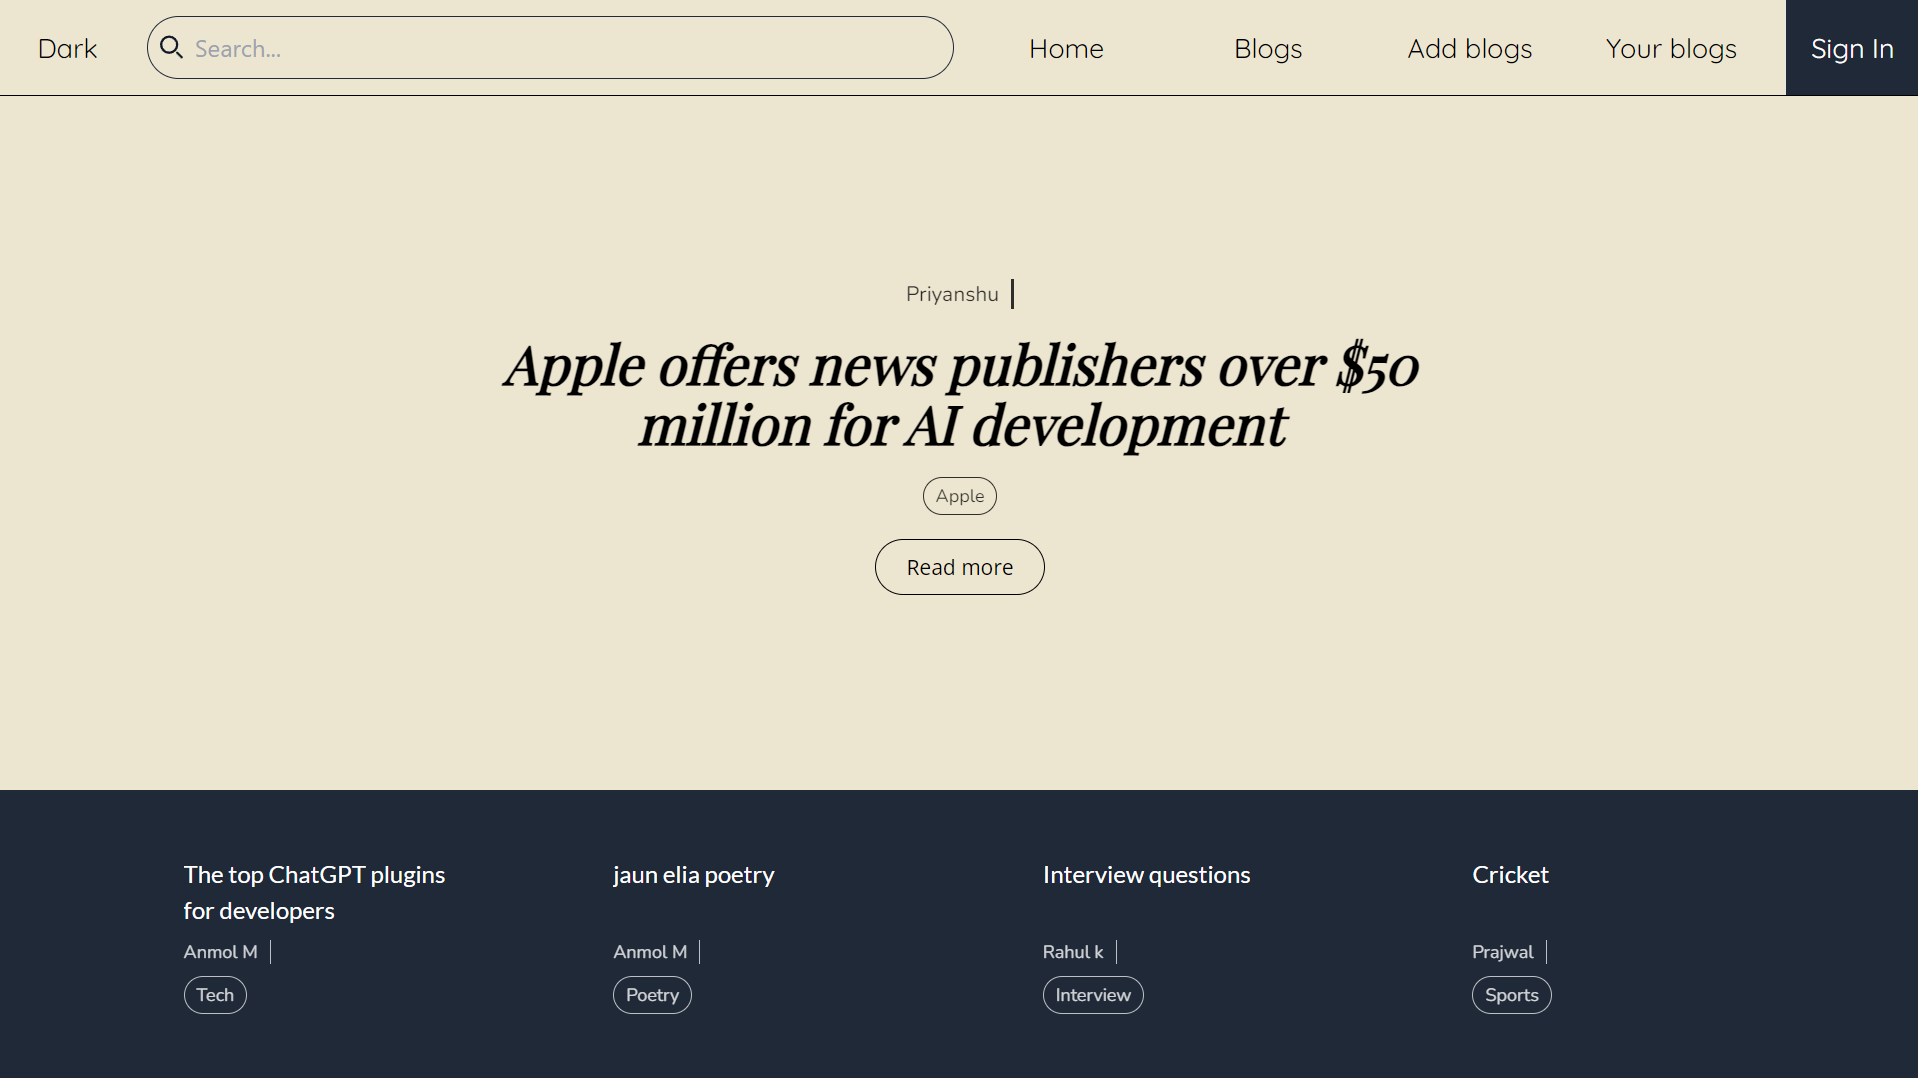 Dark
Search...
Home
Blogs
Add blogs
Your blogs
Sign In
Priyanshu
Apple offers news publishers over $50
million for AI development
Apple
Read more
The top ChatGPT plugins
for developers
Anmol M
Tech
jaun elia poetry
Anmol M
Poetry
Interview questions
Rahul k
Interview
Cricket
Prajwal
Sports